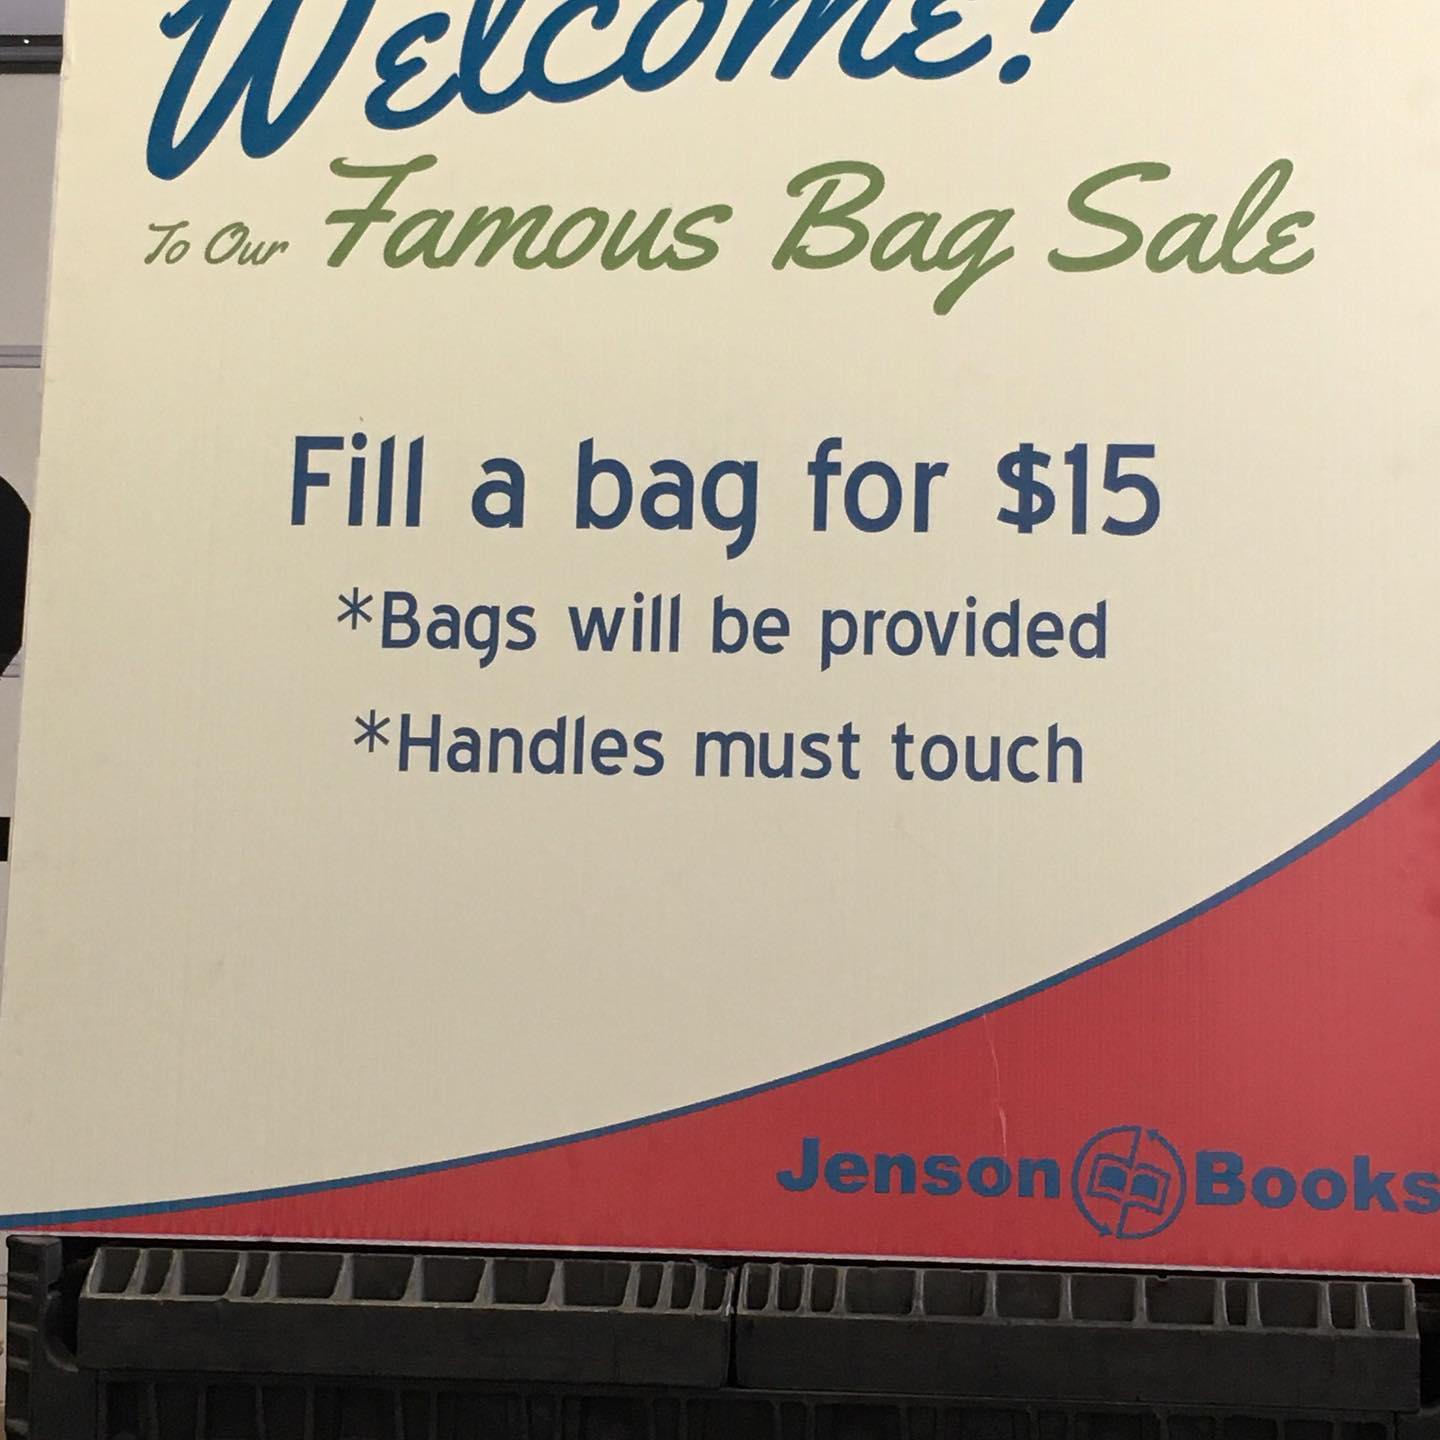 Welcome!
To Our Famous Bag Sale
Fill a bag for $15
*Bags will be provided
*Handles must touch
Jenson Books